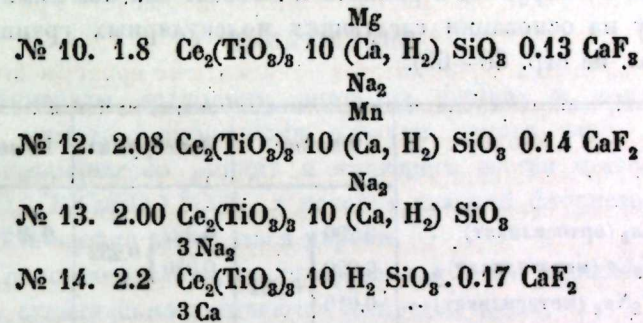 Mg
№ 10. 1.8 Ce₂(TiO₃)₃ 10 (Ca, H₂) SiO₃ 0.13 CaF₃
Na₂
Mn
№ 12. 2.08 Ce₂(TiO₃)₃ 10 (Ca, H₂) SiO₃ 0.14 CaF₂
Na₂
№ 13. 2.00 Ce₂(TiO₃)₃ 10 (Ca, H₂) SiO₃
3 Na₂
№ 14. 2.2 Ce₂(TiO₃)₃ 10 H₂ SiO₃. 0.17 CaF₂
3 Ca